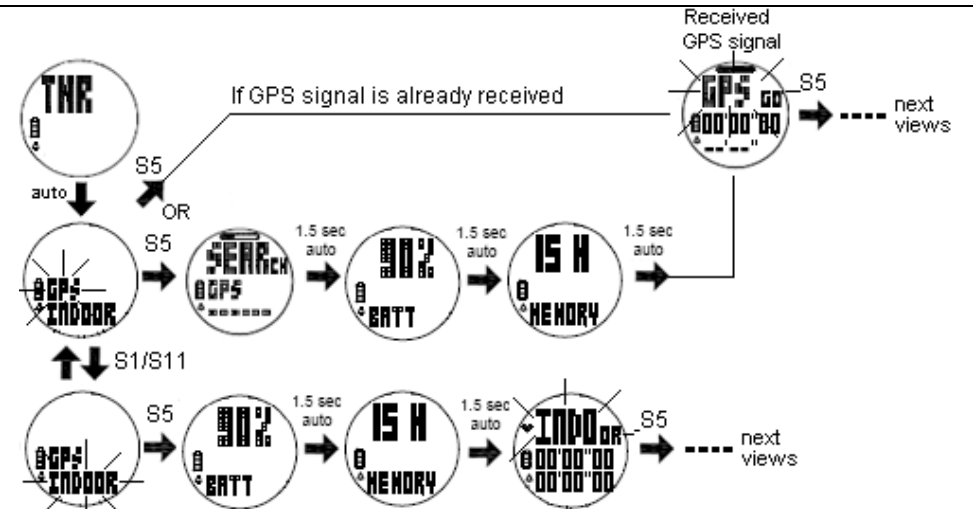 Received
GPS signal
TNR
GPS GO
00'00"00
--'--"
S5
next
views
If GPS signal is already received
auto
S5
OR
GPS
INDOOR
S5
SEARCH
GPS
1.5 sec
auto
90%
BATT
1.5 sec
auto
15 H
MEMORY
1.5 sec
auto
S1/S11
GPS
INDOOR
S5
90%
BATT
1.5 sec
auto
15 H
MEMORY
1.5 sec
auto
INDOOR
00'00"00
00'00"00
S5
next
views